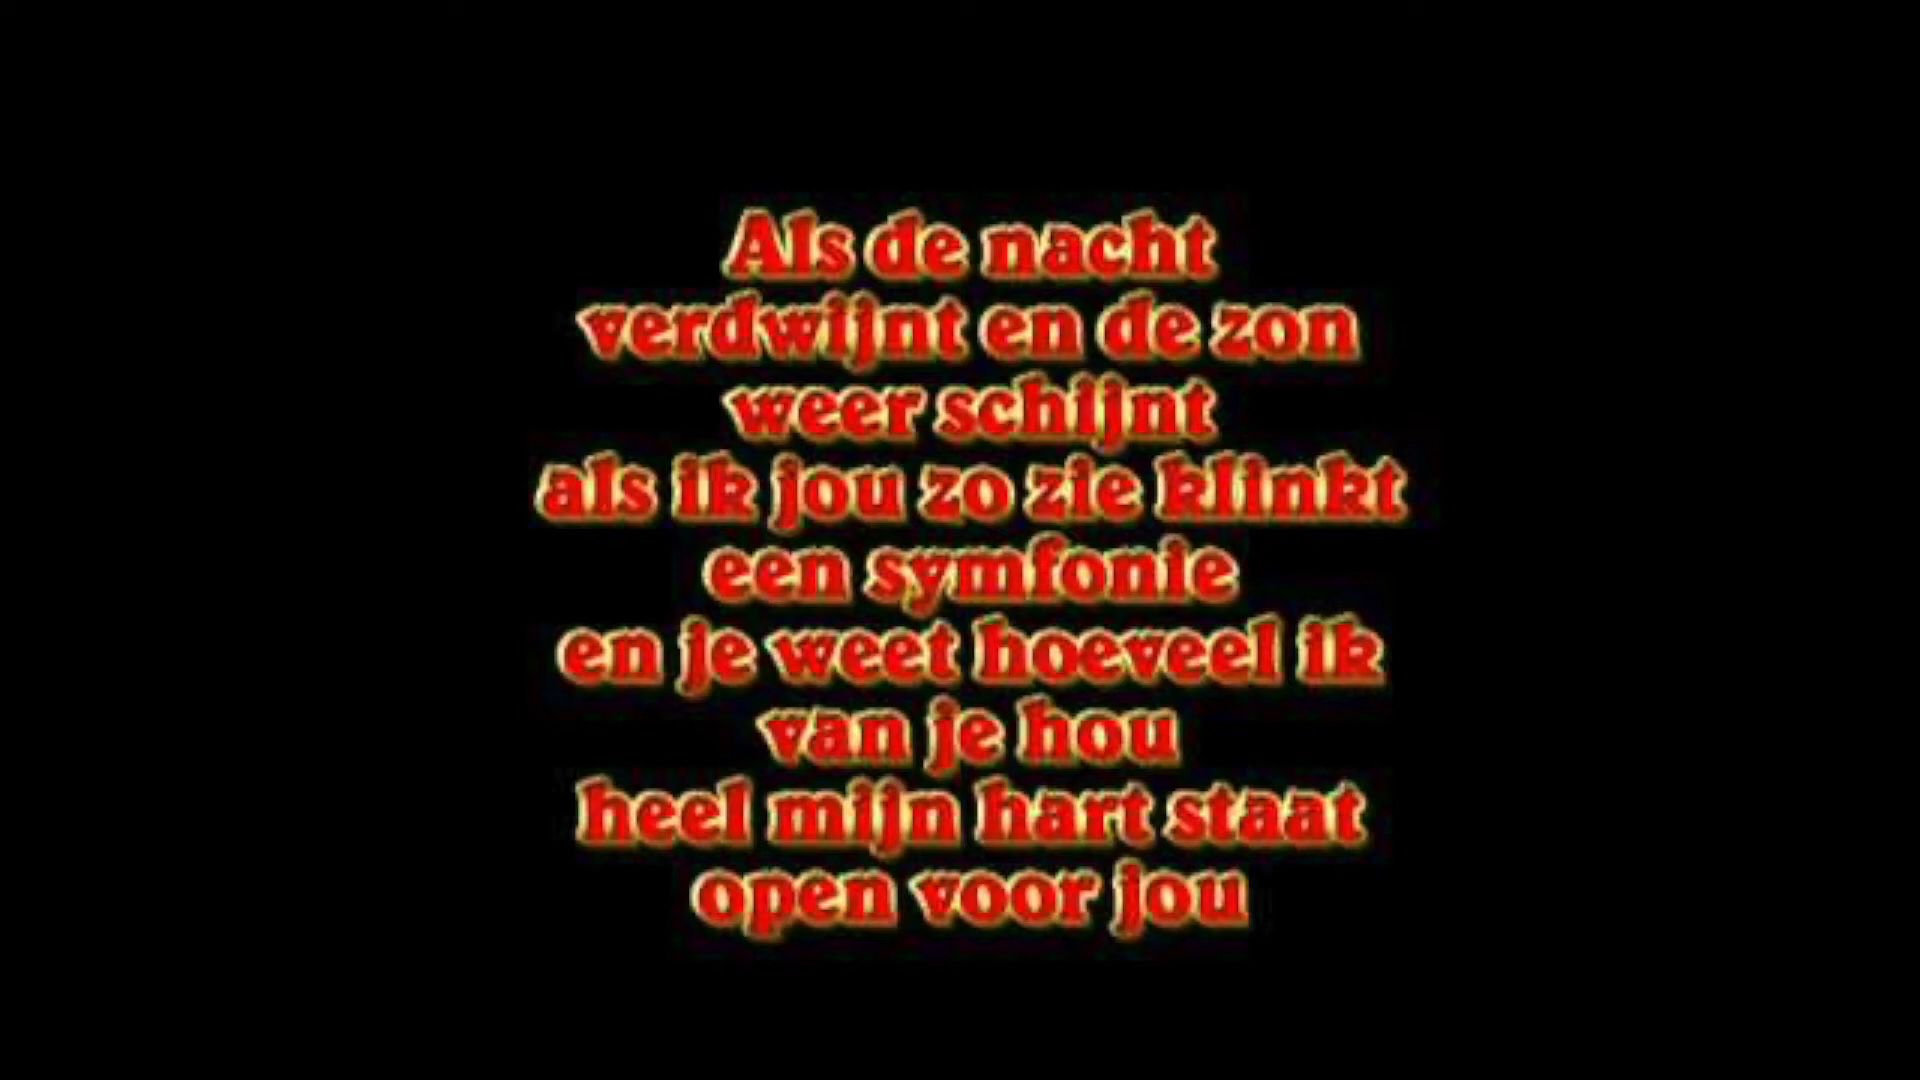 Als de nacht
verdwijnt en de zon
weer schijnt
als ik jou zo zie klinkt
een symfonie
en je weet hoeveel ik
van je hou
heel mijn hart staat
open voor jou